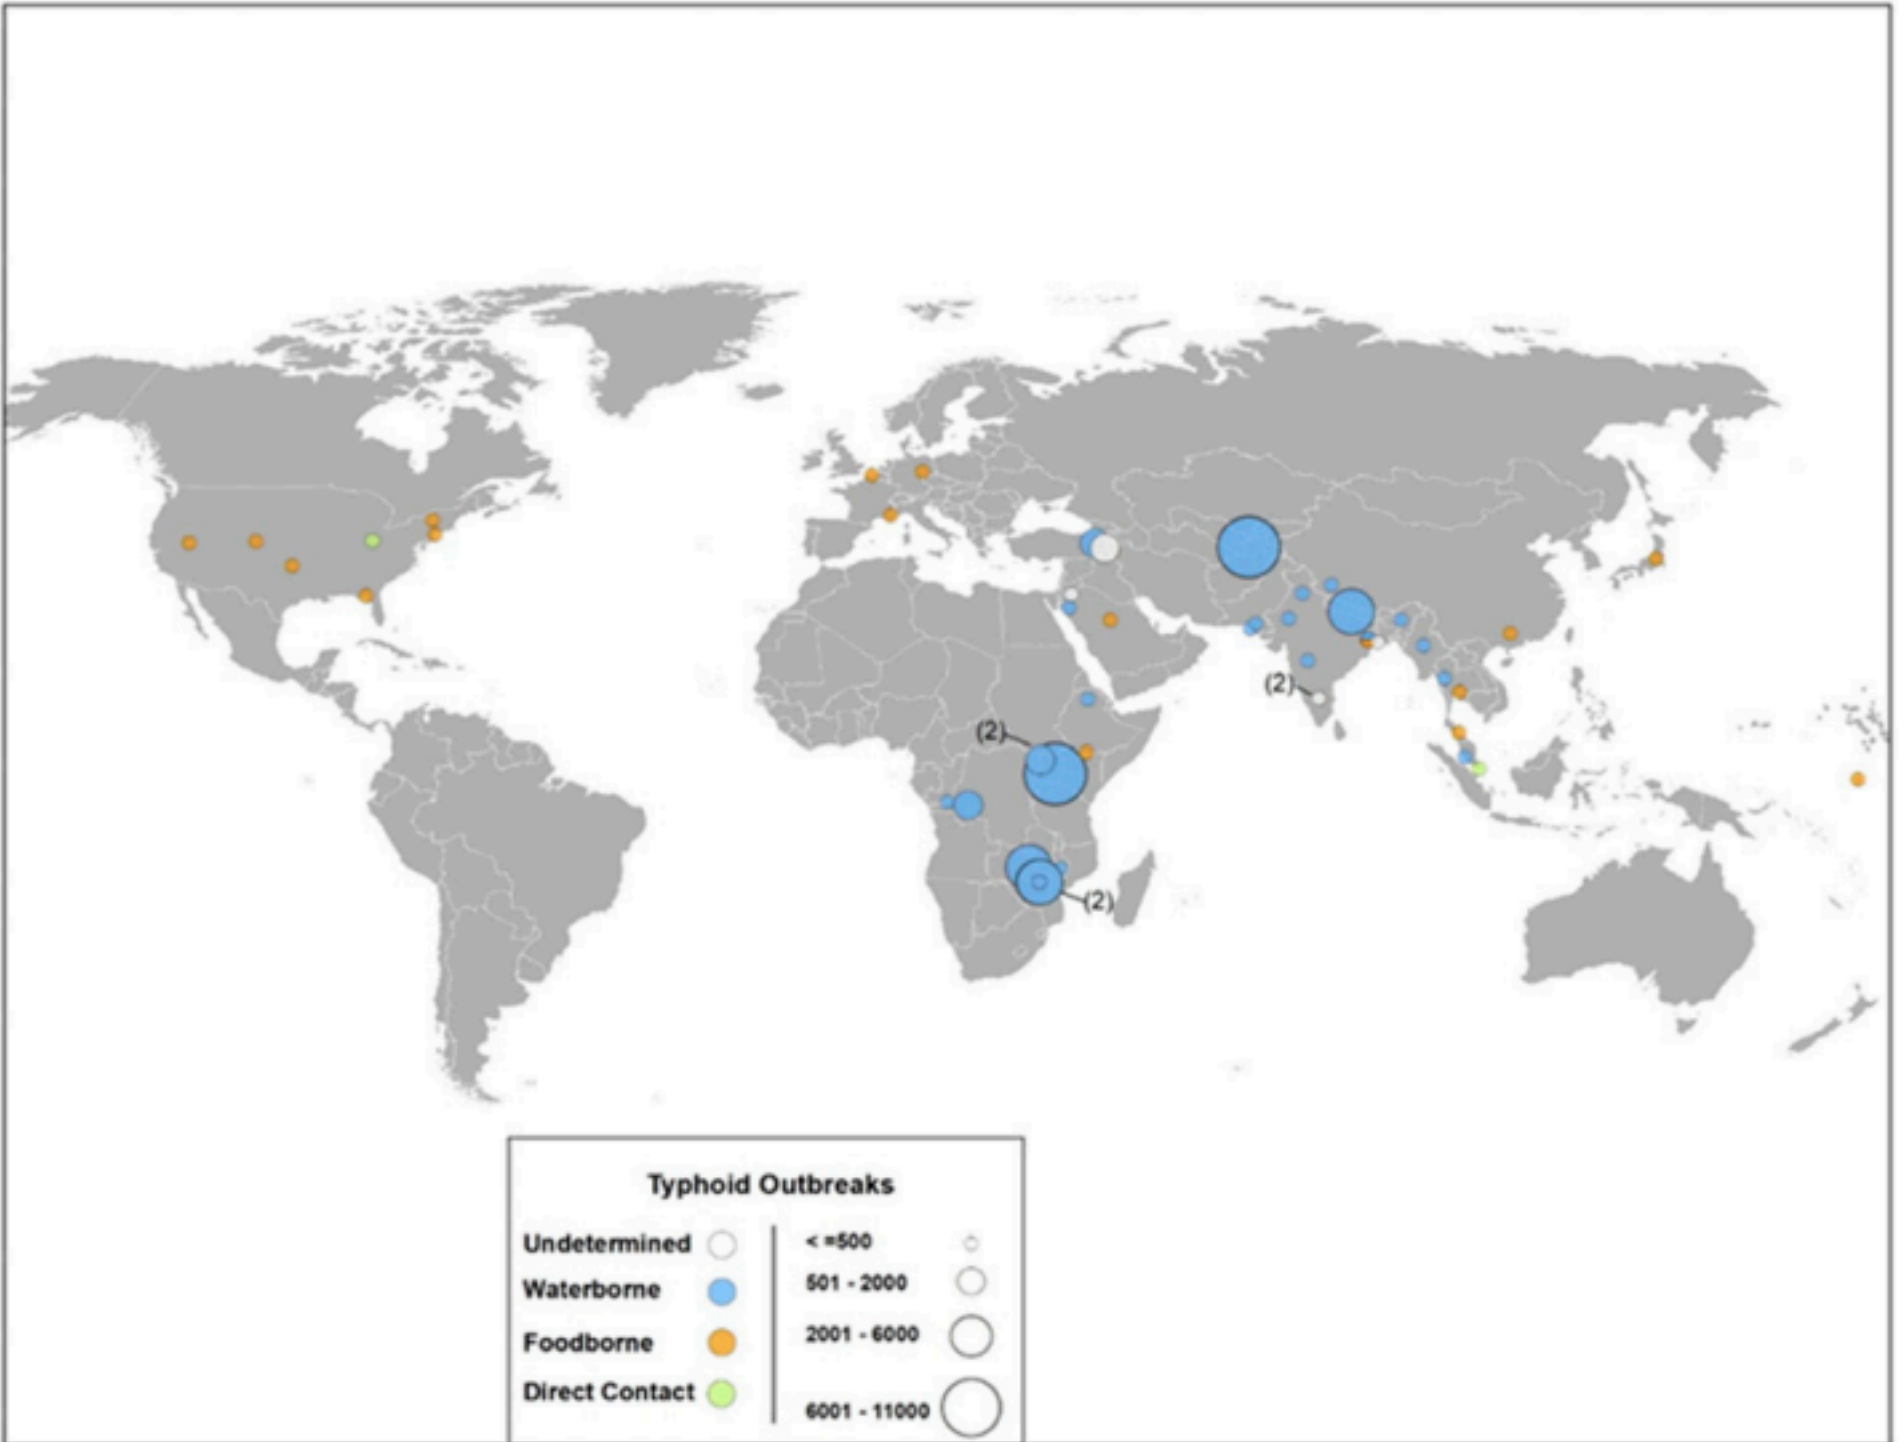 (2)
(2)
(2)
Typhoid Outbreaks
Undetermined
Waterborne
Foodborne
Direct Contact
< =500
501 - 2000
2001 - 6000
6001 - 11000